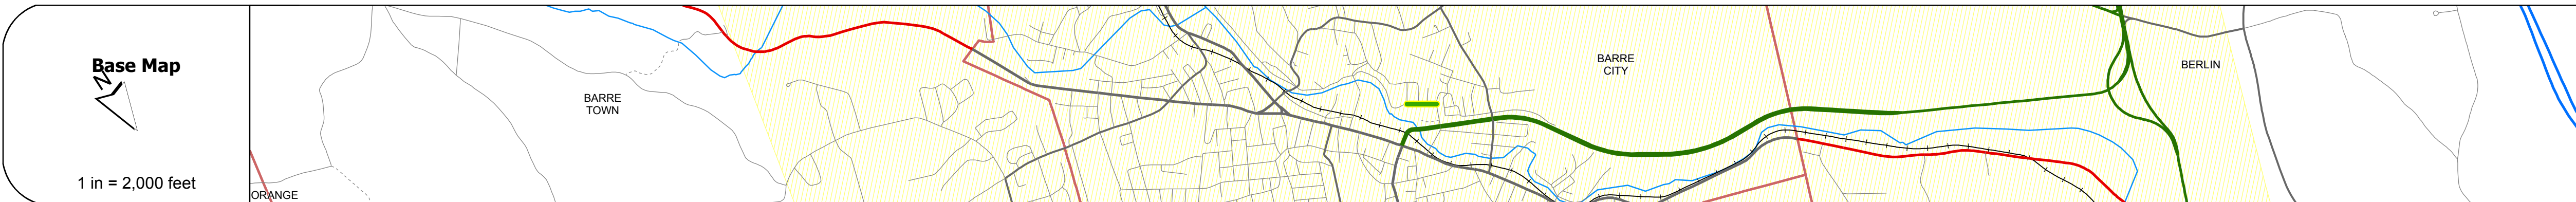 Base Map
N
1 in = 2,000 feet
ORANGE
BARRE
TOWN
BARRE
CITY
BERLIN